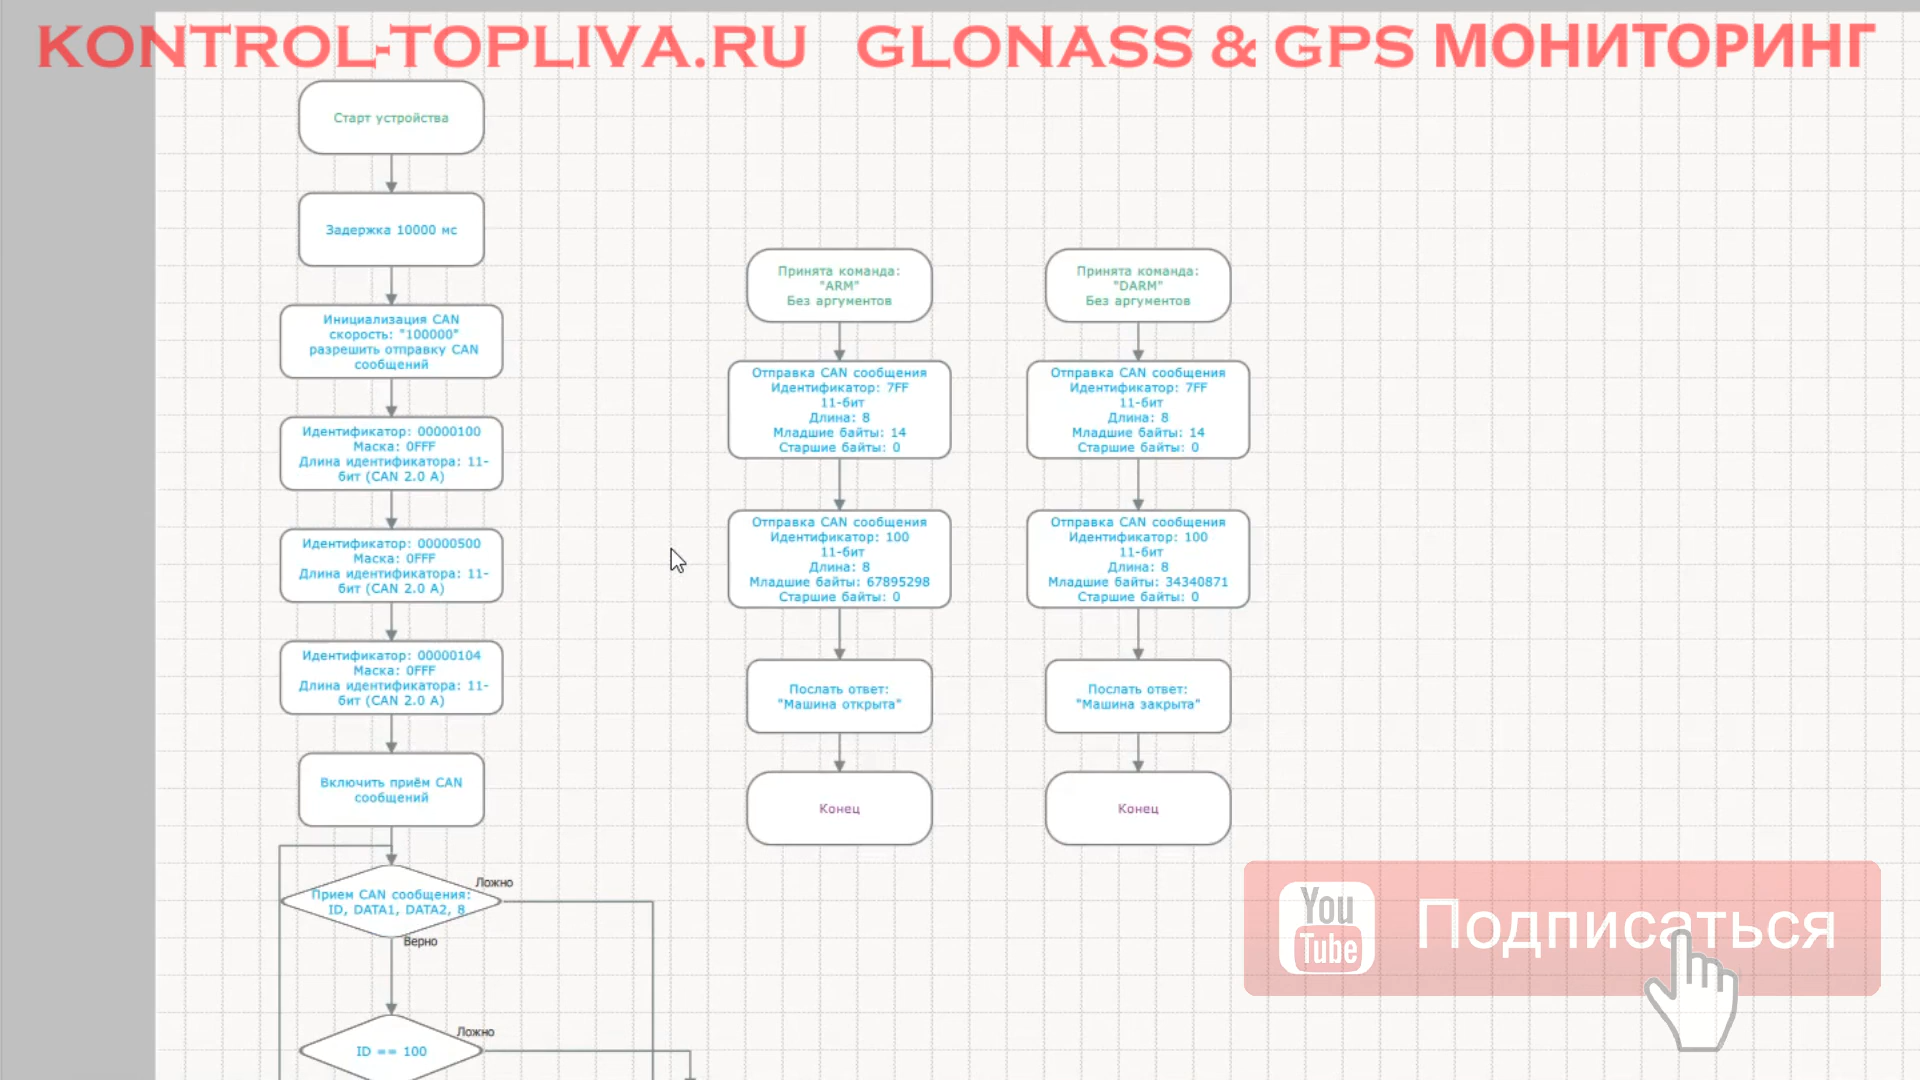 KONTROL-TOPLIVA.RU GLONASS & GPS МОНИТОРИНГ
Старт устройства
Задержка 10000 мс
Инициализация CAN
скорость: "100000"
разрешить отправку CAN
сообщений
Идентификатор: 00000100
Маска: 0FFF
Длина идентификатора: 11-
бит (CAN 2.0 A)
Идентификатор: 00000500
Маска: 0FFF
Длина идентификатора: 11-
бит (CAN 2.0 A)
Идентификатор: 00000104
Маска: 0FFF
Длина идентификатора: 11-
бит (CAN 2.0 A)
Включить приём CAN
сообщений
Ложно
Прием CAN сообщения:
ID, DATA1, DATA2, 8
Верно
Ложно
ID == 100
Принята команда:
"ARM"
Без аргументов
Отправка CAN сообщения
Идентификатор: 7FF
11-бит
Длина: 8
Младшие байты: 14
Старшие байты: 0
Отправка CAN сообщения
Идентификатор: 100
11-бит
Длина: 8
Младшие байты: 67895298
Старшие байты: 0
Послать ответ:
"Машина открыта"
Конец
Принята команда:
"DARM"
Без аргументов
Отправка CAN сообщения
Идентификатор: 7FF
11-бит
Длина: 8
Младшие байты: 14
Старшие байты: 0
Отправка CAN сообщения
Идентификатор: 100
11-бит
Длина: 8
Младшие байты: 34340871
Старшие байты: 0
Послать ответ:
"Машина закрыта"
Конец
You
Tube
Подписаться